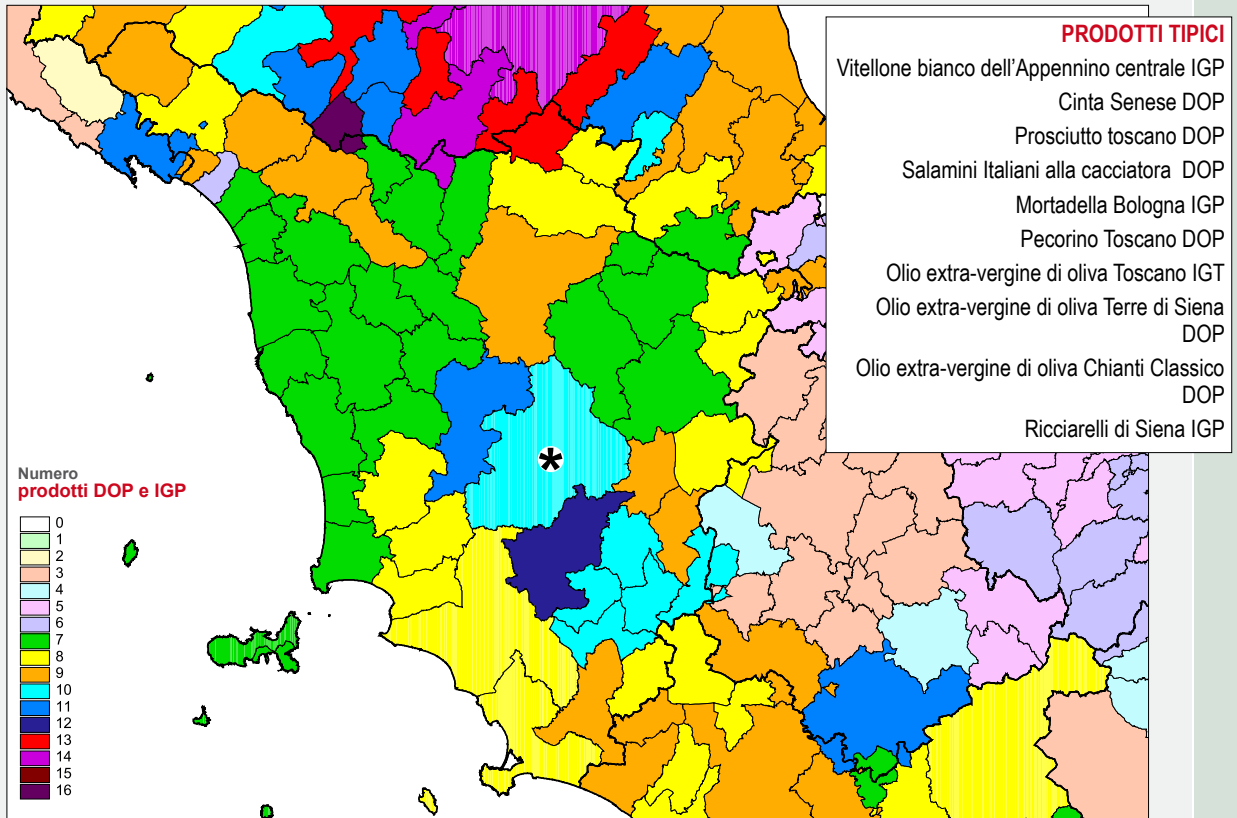 PRODOTTI TIPICI
Vitellone bianco dell'Appennino centrale IGP
Cinta Senese DOP
Prosciutto toscano DOP
Salamini Italiani alla cacciatora DOP
Mortadella Bologna IGP
Pecorino Toscano DOP
Olio extra-vergine di oliva Toscano IGT
Olio extra-vergine di oliva Terre di Siena
DOP
Olio extra-vergine di oliva Chianti Classico
DOP
Ricciarelli di Siena IGP
*
Numero
prodotti DOP e IGP
0
1
2
3
4
5
6
7
8
9
10
11
12
13
14
15
16